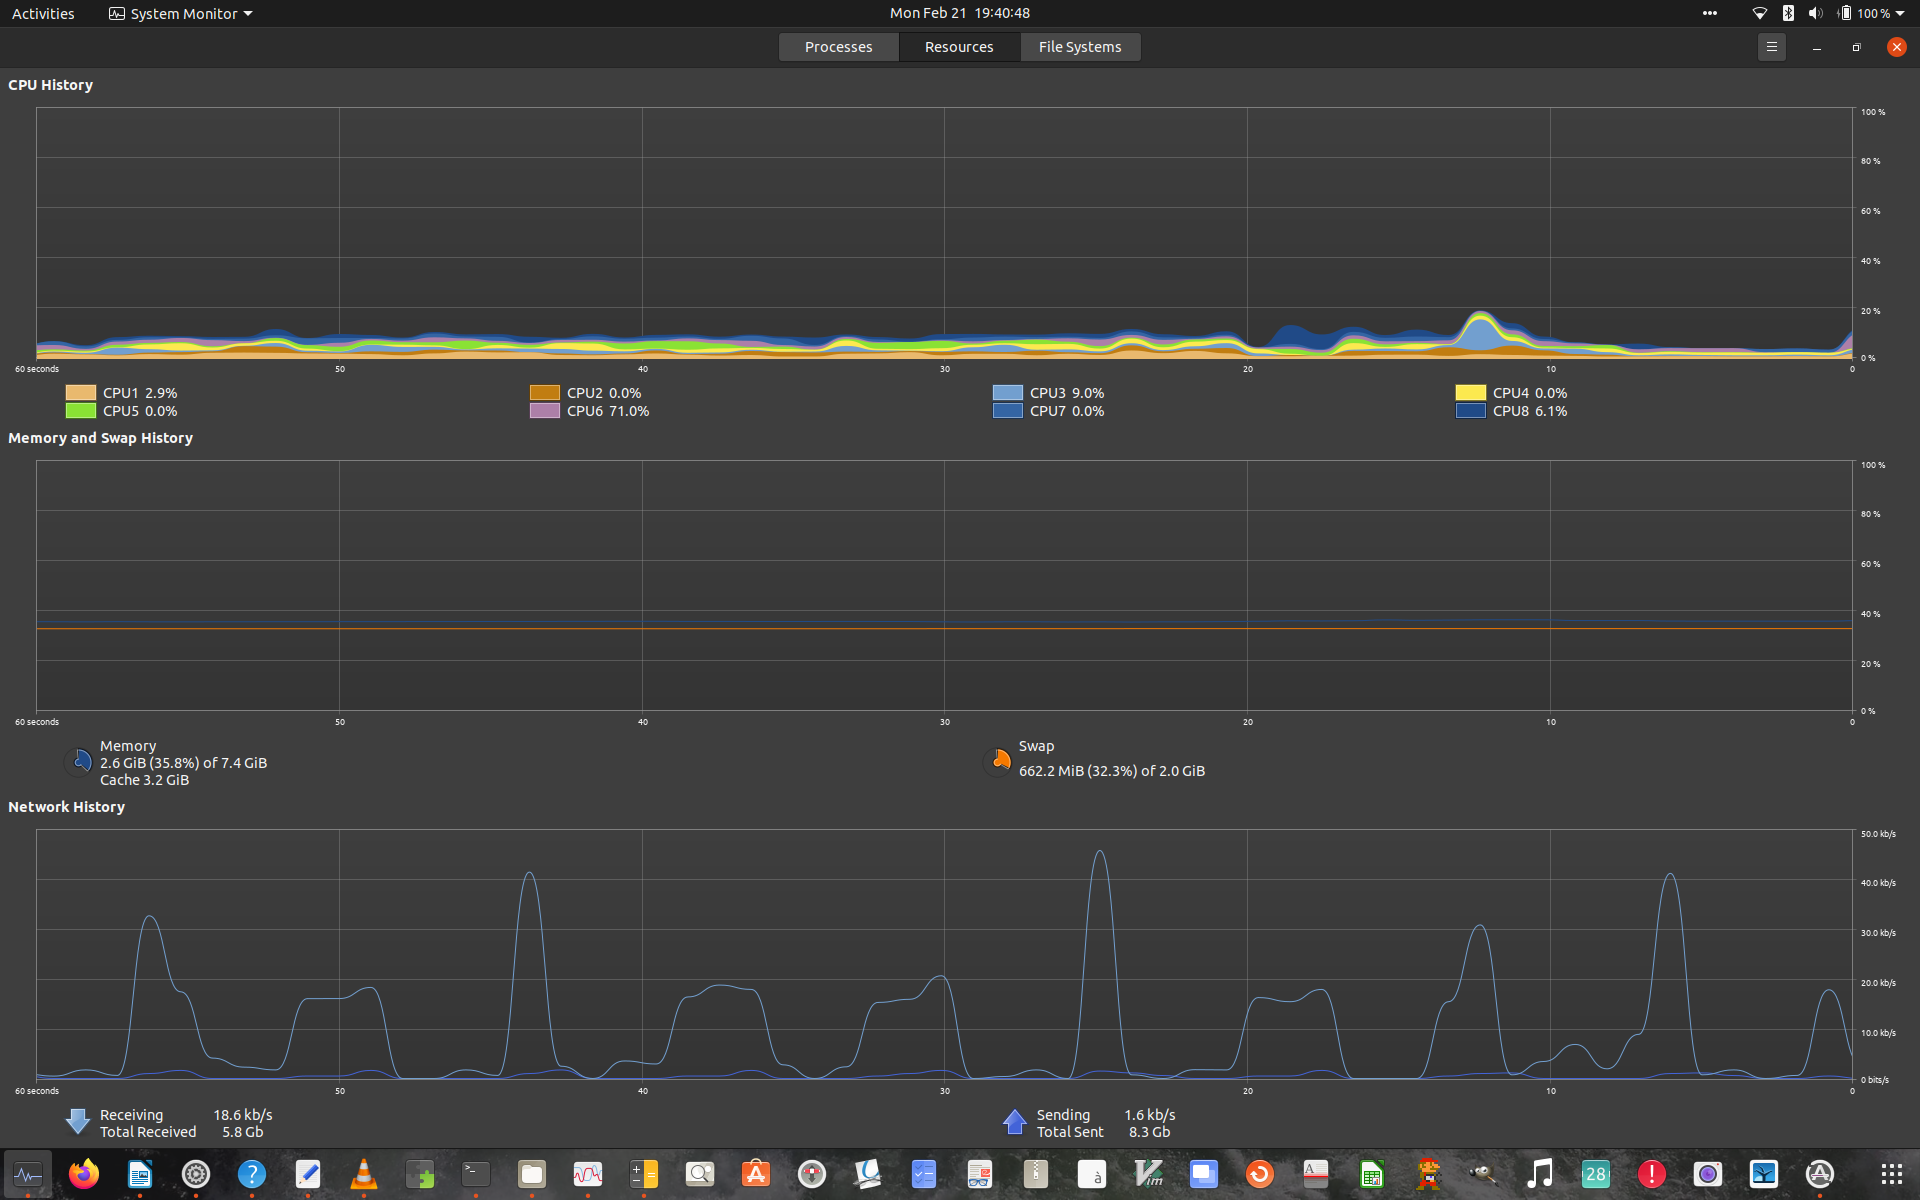 Activities System Monitor Mon Feb 21 19:40:48 100 %
Processes Resources File Systems
CPU History
100 %
80 %
60 %
40 %
20 %
0 %
60 seconds 50 40 30 20 10 0
CPU1 2.9% CPU2 0.0% CPU3 9.0% CPU4 0.0%
CPU5 0.0% CPU6 71.0% CPU7 0.0% CPU8 6.1%
Memory and Swap History
100 %
80 %
60 %
40 %
20 %
0 %
60 seconds 50 40 30 20 10 0
Memory
2.6 GiB (35.8%) of 7.4 GiB
Cache 3.2 GiB
Swap
662.2 MiB (32.3%) of 2.0 GiB
Network History
50.0 kb/s
40.0 kb/s
30.0 kb/s
20.0 kb/s
10.0 kb/s
0 bits/s
60 seconds 50 40 30 20 10 0
Receiving 18.6 kb/s
Total Received 5.8 Gb
Sending 1.6 kb/s
Total Sent 8.3 Gb
? >_ à Vim A 28 !